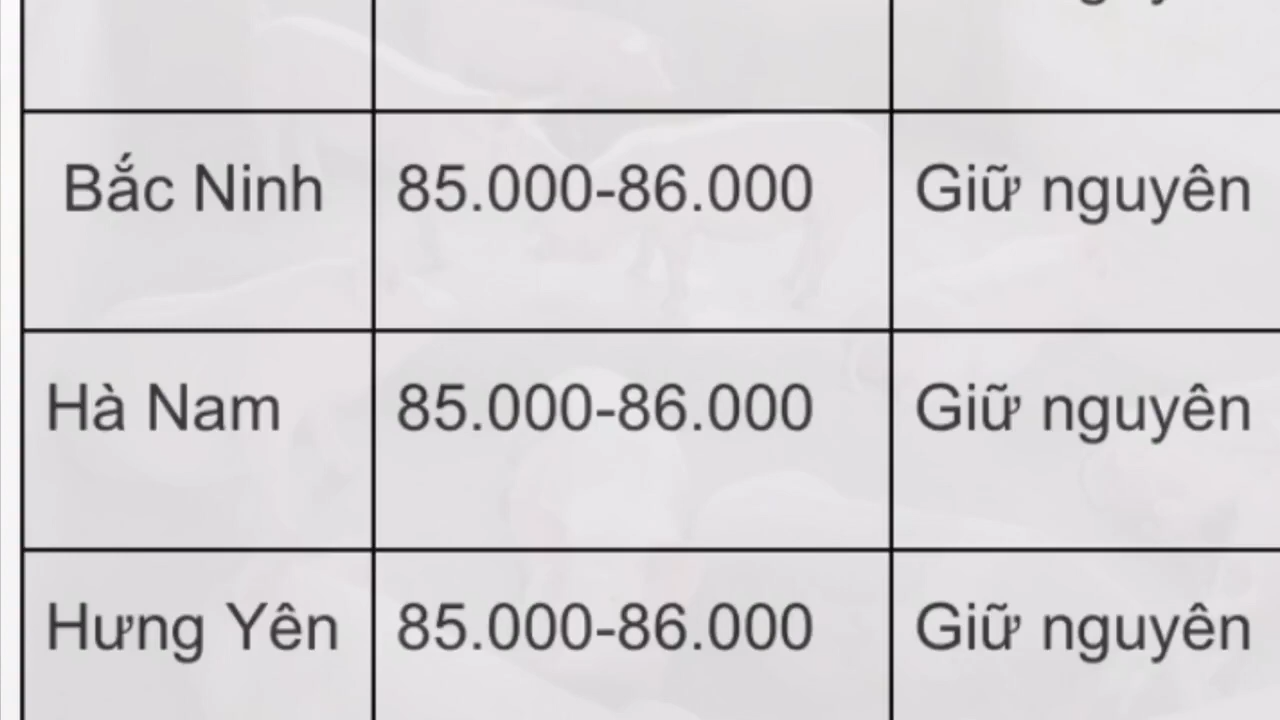 Bắc Ninh 85.000-86.000 Giữ nguyên
Hà Nam 85.000-86.000 Giữ nguyên
Hưng Yên 85.000-86.000 Giữ nguyên